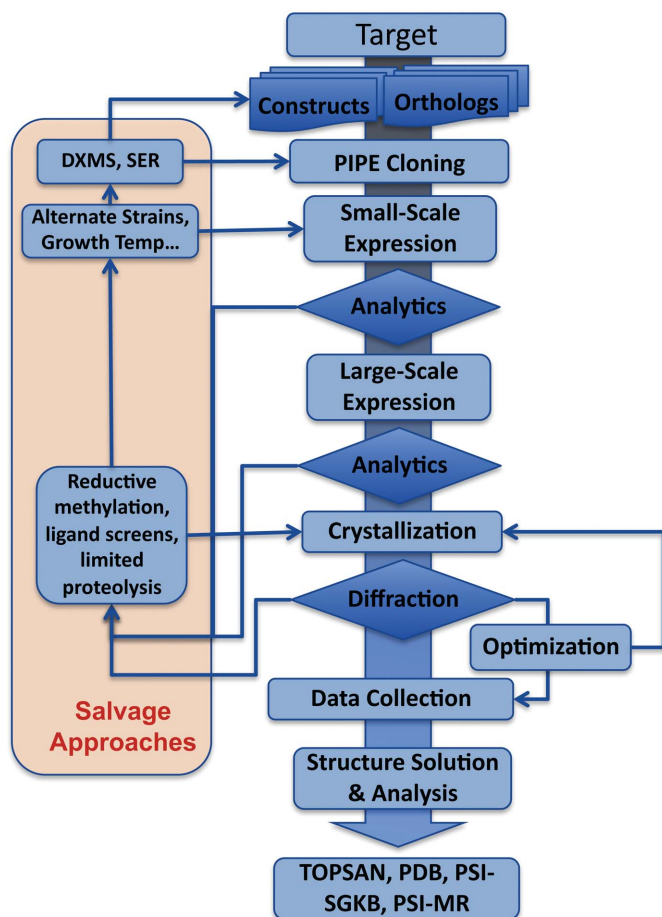 Target
Constructs
Orthologs
DXMS, SER
PIPE Cloning
Alternate Strains,
Growth Temp...
Small-Scale
Expression
Analytics
Large-Scale
Expression
Analytics
Reductive
methylation,
ligand screens,
limited
proteolysis
Crystallization
Diffraction
Optimization
Data Collection
Salvage
Approaches
Structure Solution
& Analysis
TOPSAN, PDB, PSI-
SGKB, PSI-MR